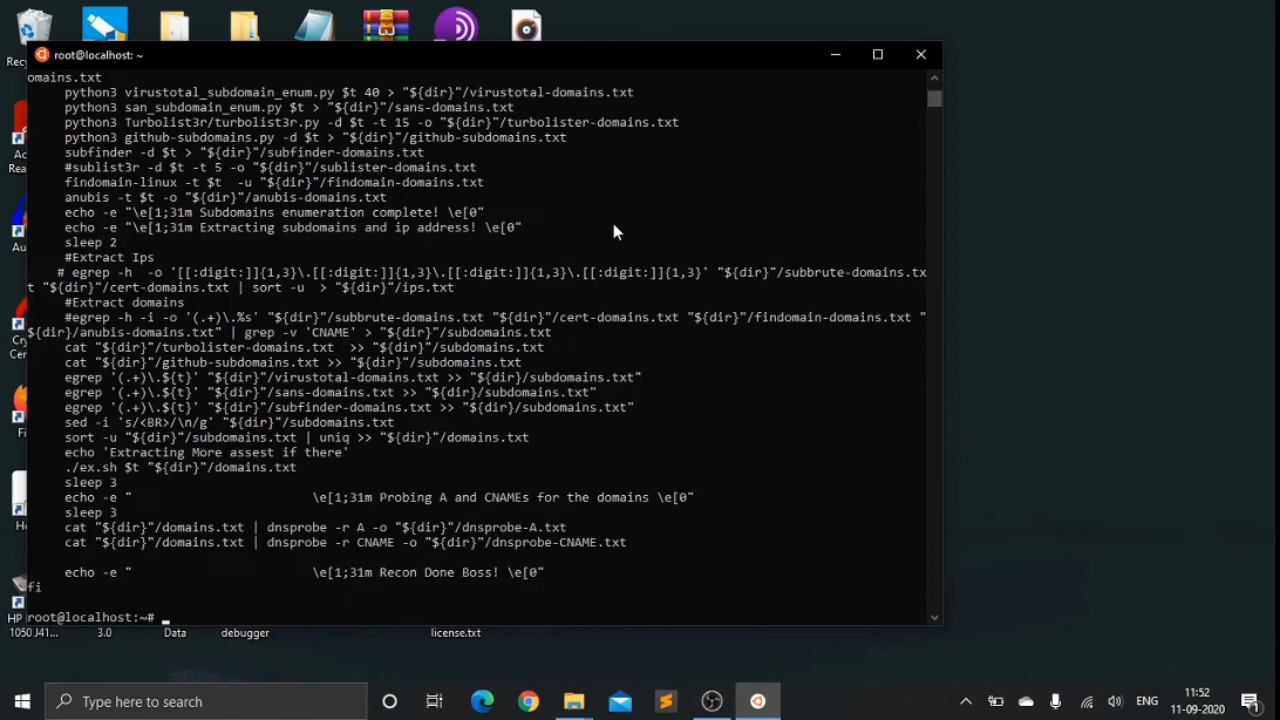 root@localhost: ~
omains.txt
python3 virustotal_subdomain_enum.py $t 40 > "${dir}"/virustotal-domains.txt
python3 san_subdomain_enum.py $t > "${dir}"/sans-domains.txt
python3 Turbolist3r/turbolist3r.py -d $t -t 15 -o "${dir}"/turbolister-domains.txt
python3 github-subdomains.py -d $t > "${dir}"/github-subdomains.txt
subfinder -d $t > "${dir}"/subfinder-domains.txt
#sublist3r -d $t -t 5 -o "${dir}"/sublister-domains.txt
findomain-linux -t $t  -u "${dir}"/findomain-domains.txt
anubis -t $t -o "${dir}"/anubis-domains.txt
echo -e "\e[1;31m Subdomains enumeration complete! \e[0"
echo -e "\e[1;31m Extracting subdomains and ip address! \e[0"
sleep 2
#Extract Ips
# egrep -h  -o '[[:digit:]]{1,3}\.[[:digit:]]{1,3}\.[[:digit:]]{1,3}\.[[:digit:]]{1,3}' "${dir}"/subbrute-domains.tx
t "${dir}"/cert-domains.txt | sort -u  > "${dir}"/ips.txt
#Extract domains
#egrep -h -i -o '(.+)\.%s' "${dir}"/subbrute-domains.txt "${dir}"/cert-domains.txt "${dir}"/findomain-domains.txt "
${dir}/anubis-domains.txt" | grep -v 'CNAME' > "${dir}"/subdomains.txt
cat "${dir}"/turbolister-domains.txt  >> "${dir}"/subdomains.txt
cat "${dir}"/github-subdomains.txt >> "${dir}"/subdomains.txt
egrep '(.+)\.${t}' "${dir}"/virustotal-domains.txt >> "${dir}/subdomains.txt"
egrep '(.+)\.${t}' "${dir}"/sans-domains.txt >> "${dir}/subdomains.txt"
egrep '(.+)\.${t}' "${dir}"/subfinder-domains.txt >> "${dir}/subdomains.txt"
sed -i 's/<BR>/\n/g' "${dir}"/subdomains.txt
sort -u "${dir}"/subdomains.txt | uniq >> "${dir}"/domains.txt
echo 'Extracting More assest if there'
./ex.sh $t "${dir}"/domains.txt
sleep 3
echo -e "                        \e[1;31m Probing A and CNAMEs for the domains \e[0"
sleep 3
cat "${dir}"/domains.txt | dnsprobe -r A -o "${dir}"/dnsprobe-A.txt
cat "${dir}"/domains.txt | dnsprobe -r CNAME -o "${dir}"/dnsprobe-CNAME.txt
echo -e "                        \e[1;31m Recon Done Boss! \e[0"
fi
root@localhost:~#
HP
1050 J41... 3.0 Data debugger license.txt
Type here to search
ENG
11:52
11-09-2020